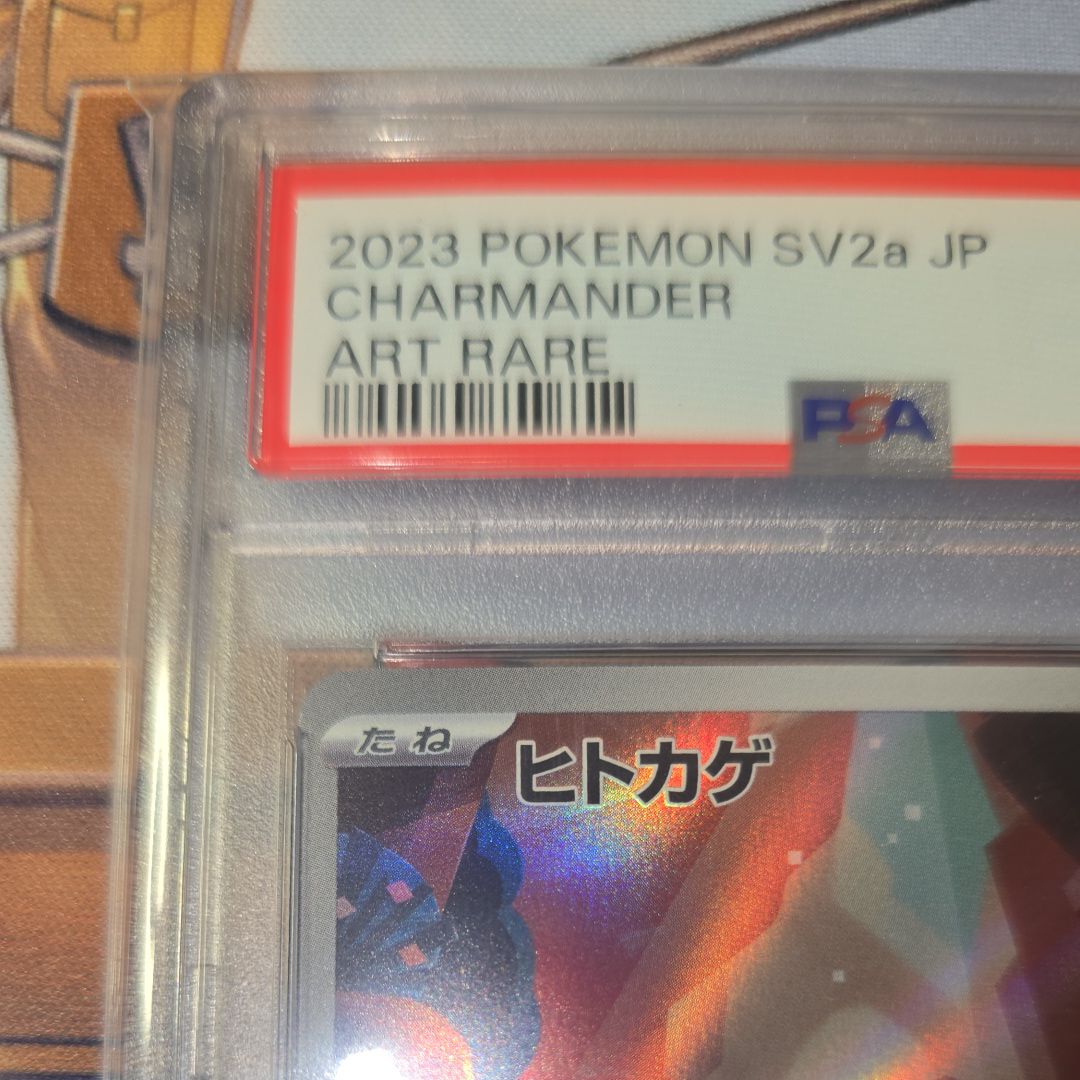 2023 POKEMON SV2a JP
CHARMANDER
ART RARE
PSA
たね
ヒトカゲ